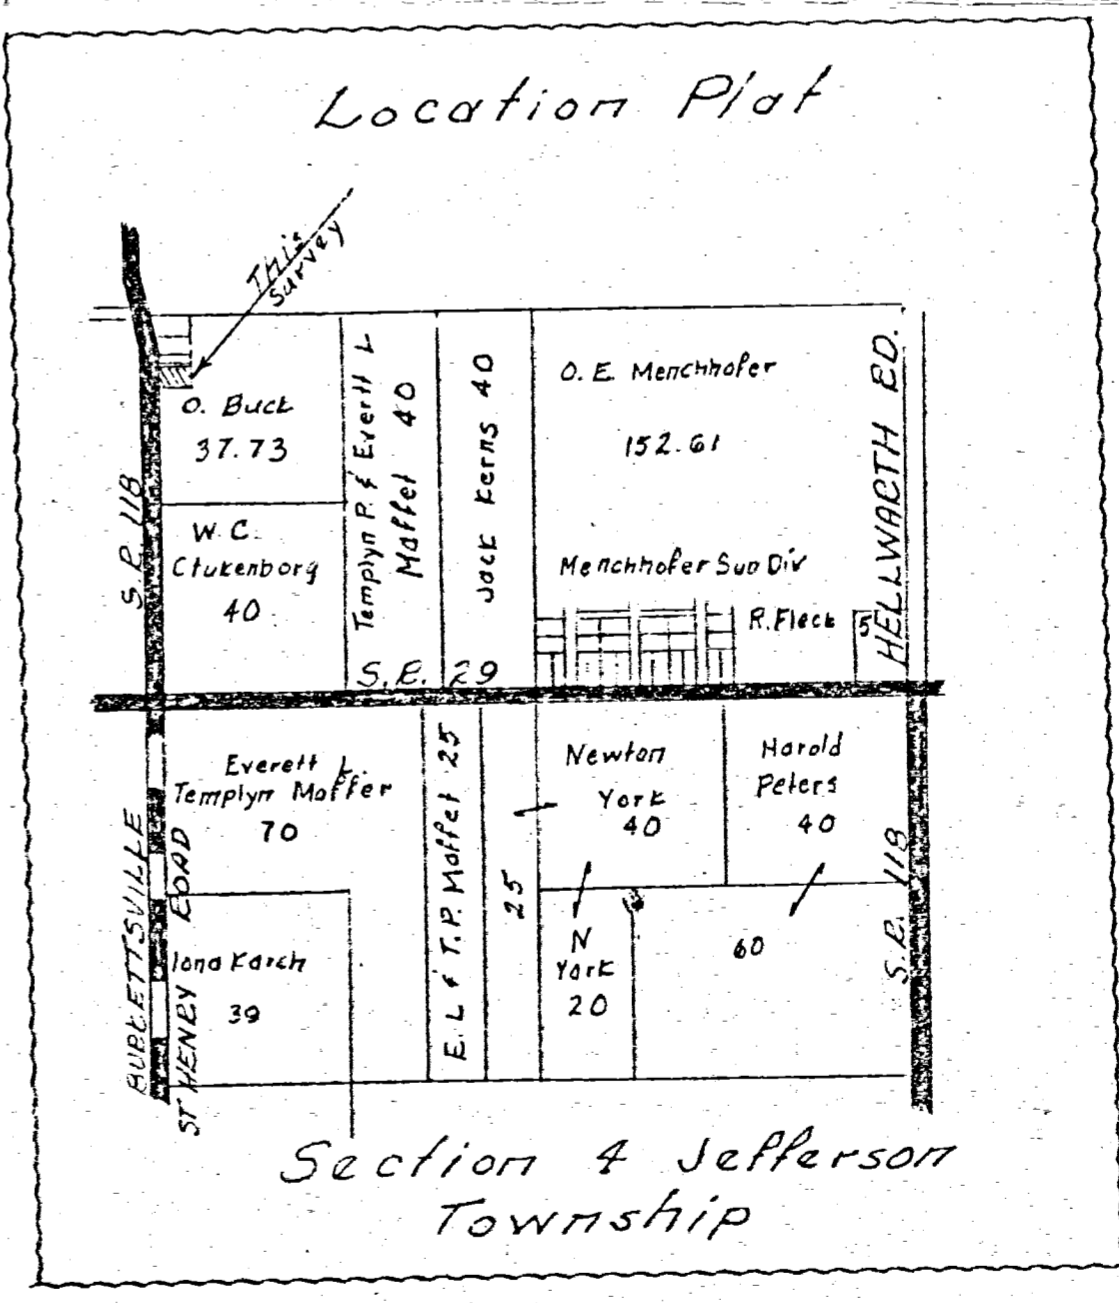 Location Plat
This
Survey
O. Buck
37.73
Templyn P. & Everll L
Moffet 40
Jack Kerns 40
O. E. Menchhofer
152.61
HELLWARTH RD.
S.R. 118
W. C.
40
Menchhofer Sub Div
R. Fleck
5
S.R. 29
Everett L.
Templyn Moffer
70
E. L & T. P. Moffet 25
25
Newton
York
40
Harold
Peters
40
BURKETTSVILLE
ST HENRY ROAD
Iona Karch
39
N
York
20
60
S.R. 118
Section 4 Jefferson
Township